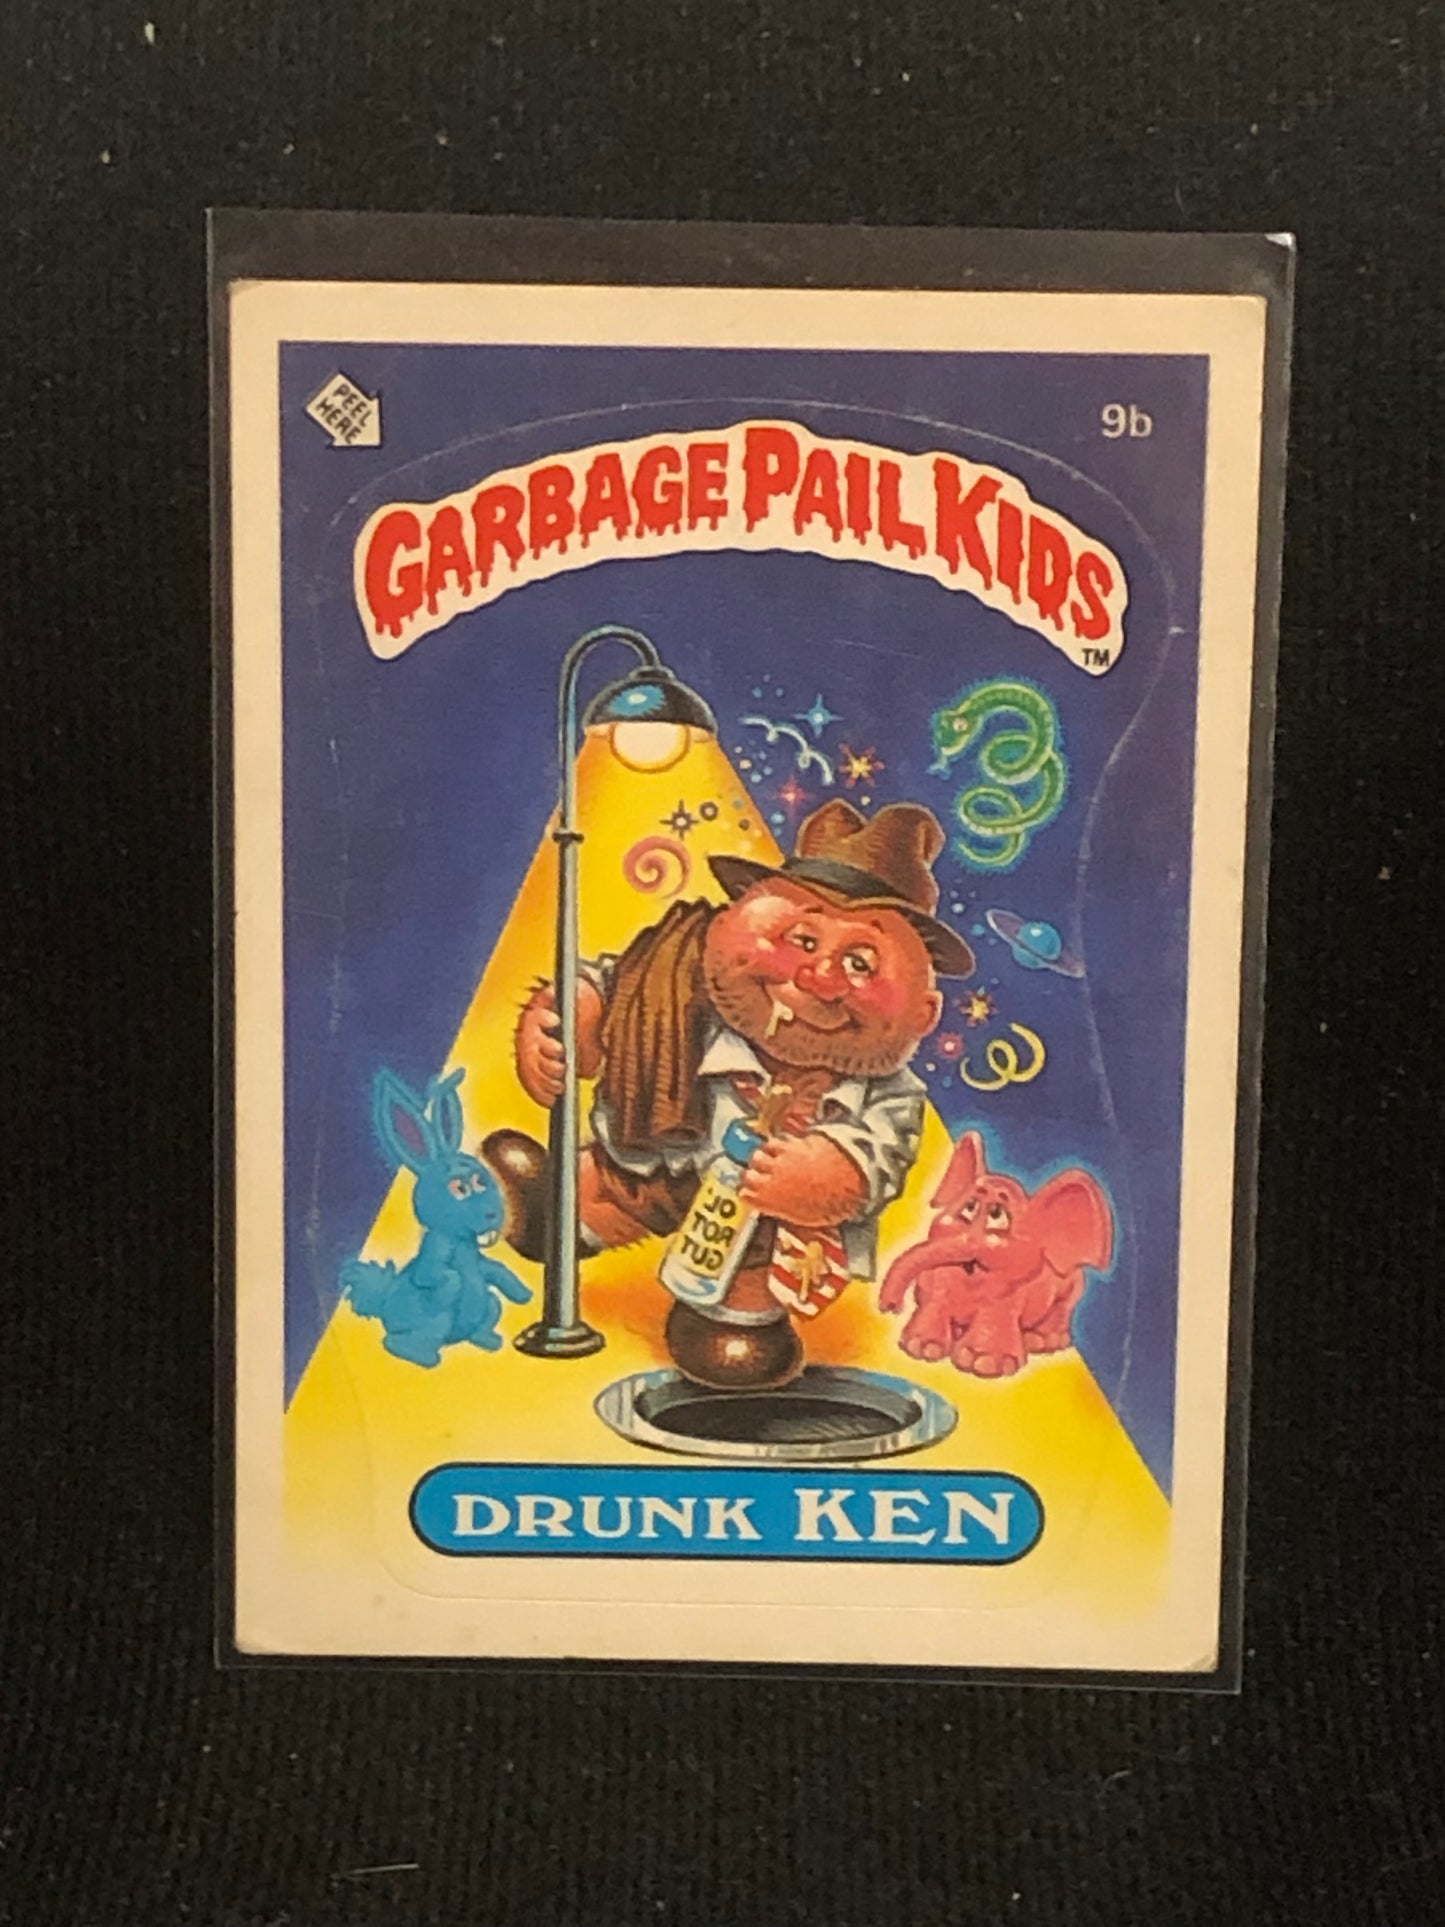 PEEL
HERE
9b
GARBAGE PAIL KIDS
TM
OL'
ROT
GUT
DRUNK KEN